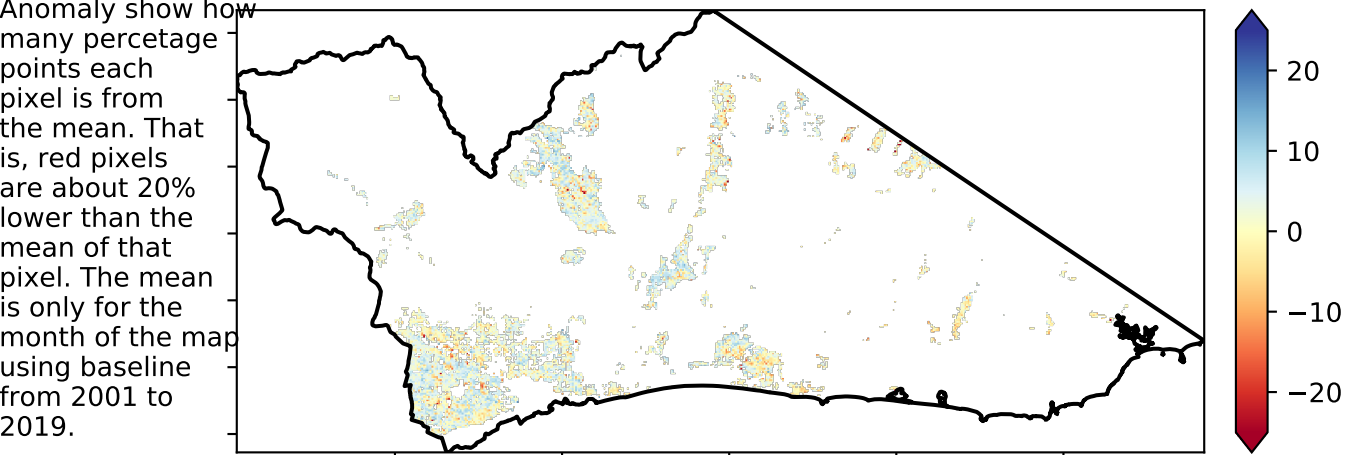 Anomaly show how
many percetage
points each
pixel is from
the mean. That
is, red pixels
are about 20%
lower than the
mean of that
pixel. The mean
is only for the
month of the map
using baseline
from 2001 to
2019.
20
10
0
−10
−20